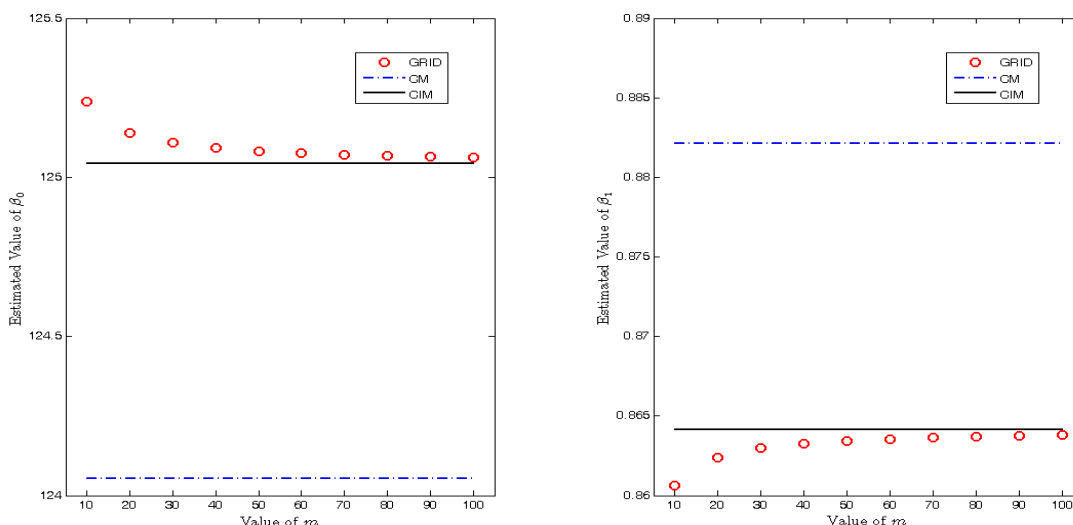 125.5
125
124.5
124
Estimated Value of β₀
GRID
CM
CIM
10 20 30 40 50 60 70 80 90 100
Value of m
0.89
0.885
0.88
0.875
0.87
0.865
0.86
Estimated Value of β₁
GRID
CM
CIM
10 20 30 40 50 60 70 80 90 100
Value of m